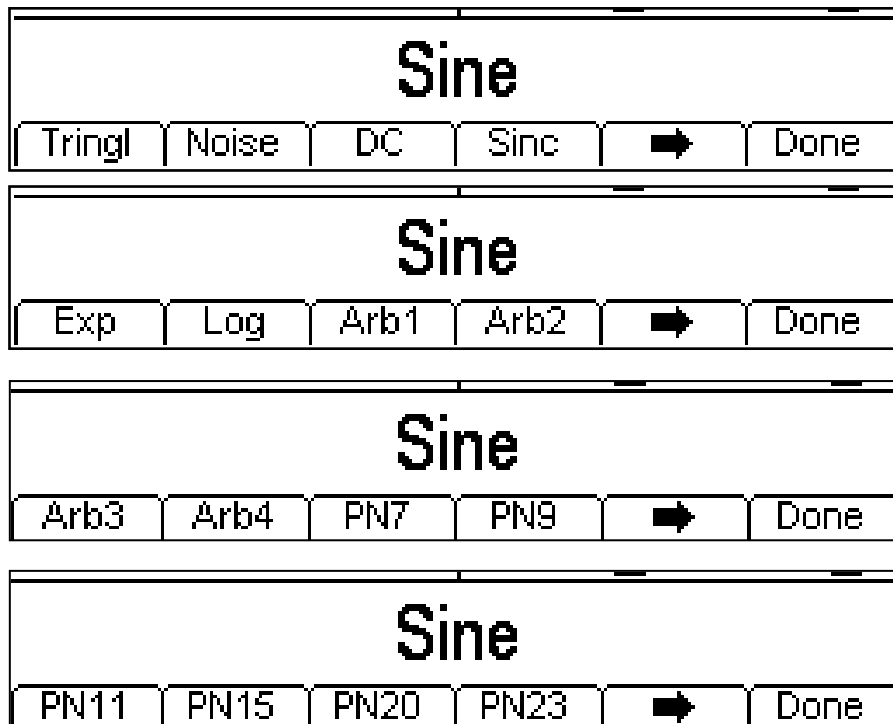 Sine
Tringl Noise DC Sinc Done
Sine
Exp Log Arb1 Arb2 Done
Sine
Arb3 Arb4 PN7 PN9 Done
Sine
PN11 PN15 PN20 PN23 Done